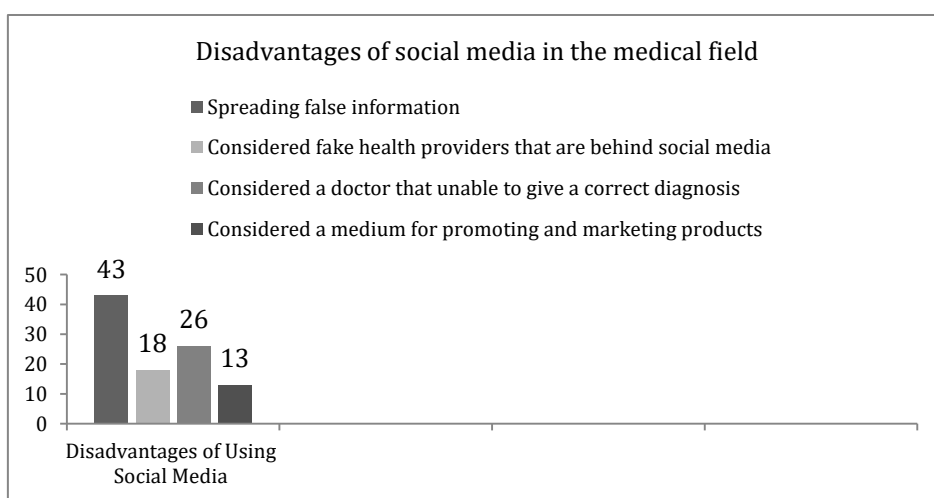 Disadvantages of social media in the medical field
Spreading false information
Considered fake health providers that are behind social media
Considered a doctor that unable to give a correct diagnosis
Considered a medium for promoting and marketing products
50
40
30
20
10
0
43
18
26
13
Disadvantages of Using
Social Media